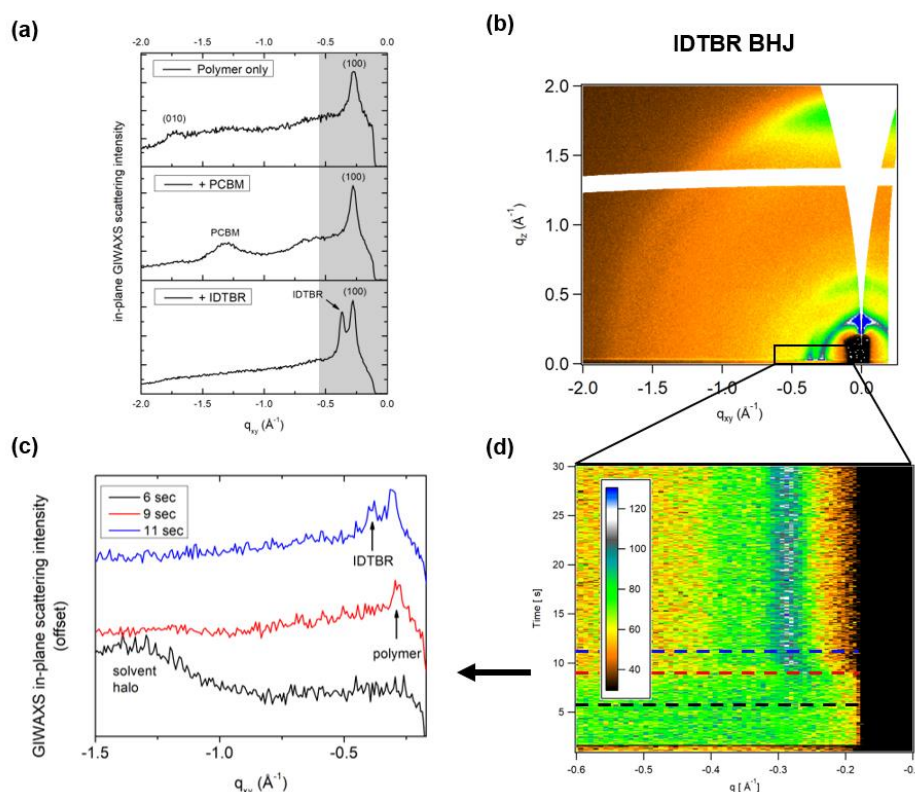 (a)
-2.0 -1.5 -1.0 -0.5 0.0
Polymer only
(100)
(010)
+ PCBM
(100)
PCBM
+ IDTBR
(100)
IDTBR
in-plane GIWAXS scattering intensity
-2.0 -1.5 -1.0 -0.5 0.0
qxy (Å-1)
(b)
IDTBR BHJ
2.0
1.5
1.0
0.5
0.0
qz (Å-1)
-2.0 -1.5 -1.0 -0.5 0.0
qxy (Å-1)
(c)
6 sec
9 sec
11 sec
IDTBR
polymer
solvent
halo
GIWAXS in-plane scattering intensity
(offset)
-1.5 -1.0 -0.5
qxy (Å-1)
(d)
30
25
20
15
10
5
Time [ s]
120
100
80
60
40
-0.6 -0.5 -0.4 -0.3 -0.2
q [ Å-1]